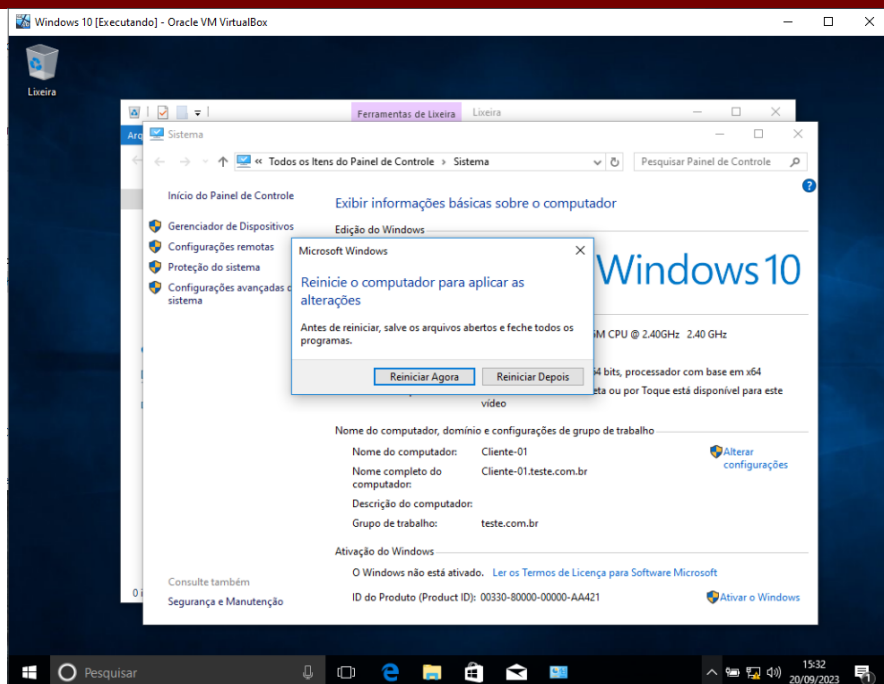 Windows 10 [Executando] - Oracle VM VirtualBox
Lixeira
Ferramentas de Lixeira Lixeira
Arq
Sistema
« Todos os Itens do Painel de Controle › Sistema
Pesquisar Painel de Controle
Início do Painel de Controle
Gerenciador de Dispositivos
Configurações remotas
Proteção do sistema
Configurações avançadas d
sistema
Exibir informações básicas sobre o computador
Edição do Windows
Windows 10
Microsoft Windows
Reinicie o computador para aplicar as
alterações
Antes de reiniciar, salve os arquivos abertos e feche todos os
programas.
Reiniciar Agora Reiniciar Depois
CPU @ 2.40GHz 2.40 GHz
64 bits, processador com base em x64
ou por Toque está disponível para este
vídeo
Nome do computador, domínio e configurações de grupo de trabalho
Nome do computador: Cliente-01
Alterar
configurações
Nome completo do
computador:
Cliente-01.teste.com.br
Descrição do computador:
Grupo de trabalho: teste.com.br
Ativação do Windows
O Windows não está ativado. Ler os Termos de Licença para Software Microsoft
ID do Produto (Product ID): 00330-80000-00000-AA421
Ativar o Windows
Consulte também
Segurança e Manutenção
0 i
Pesquisar
15:32
20/09/2023